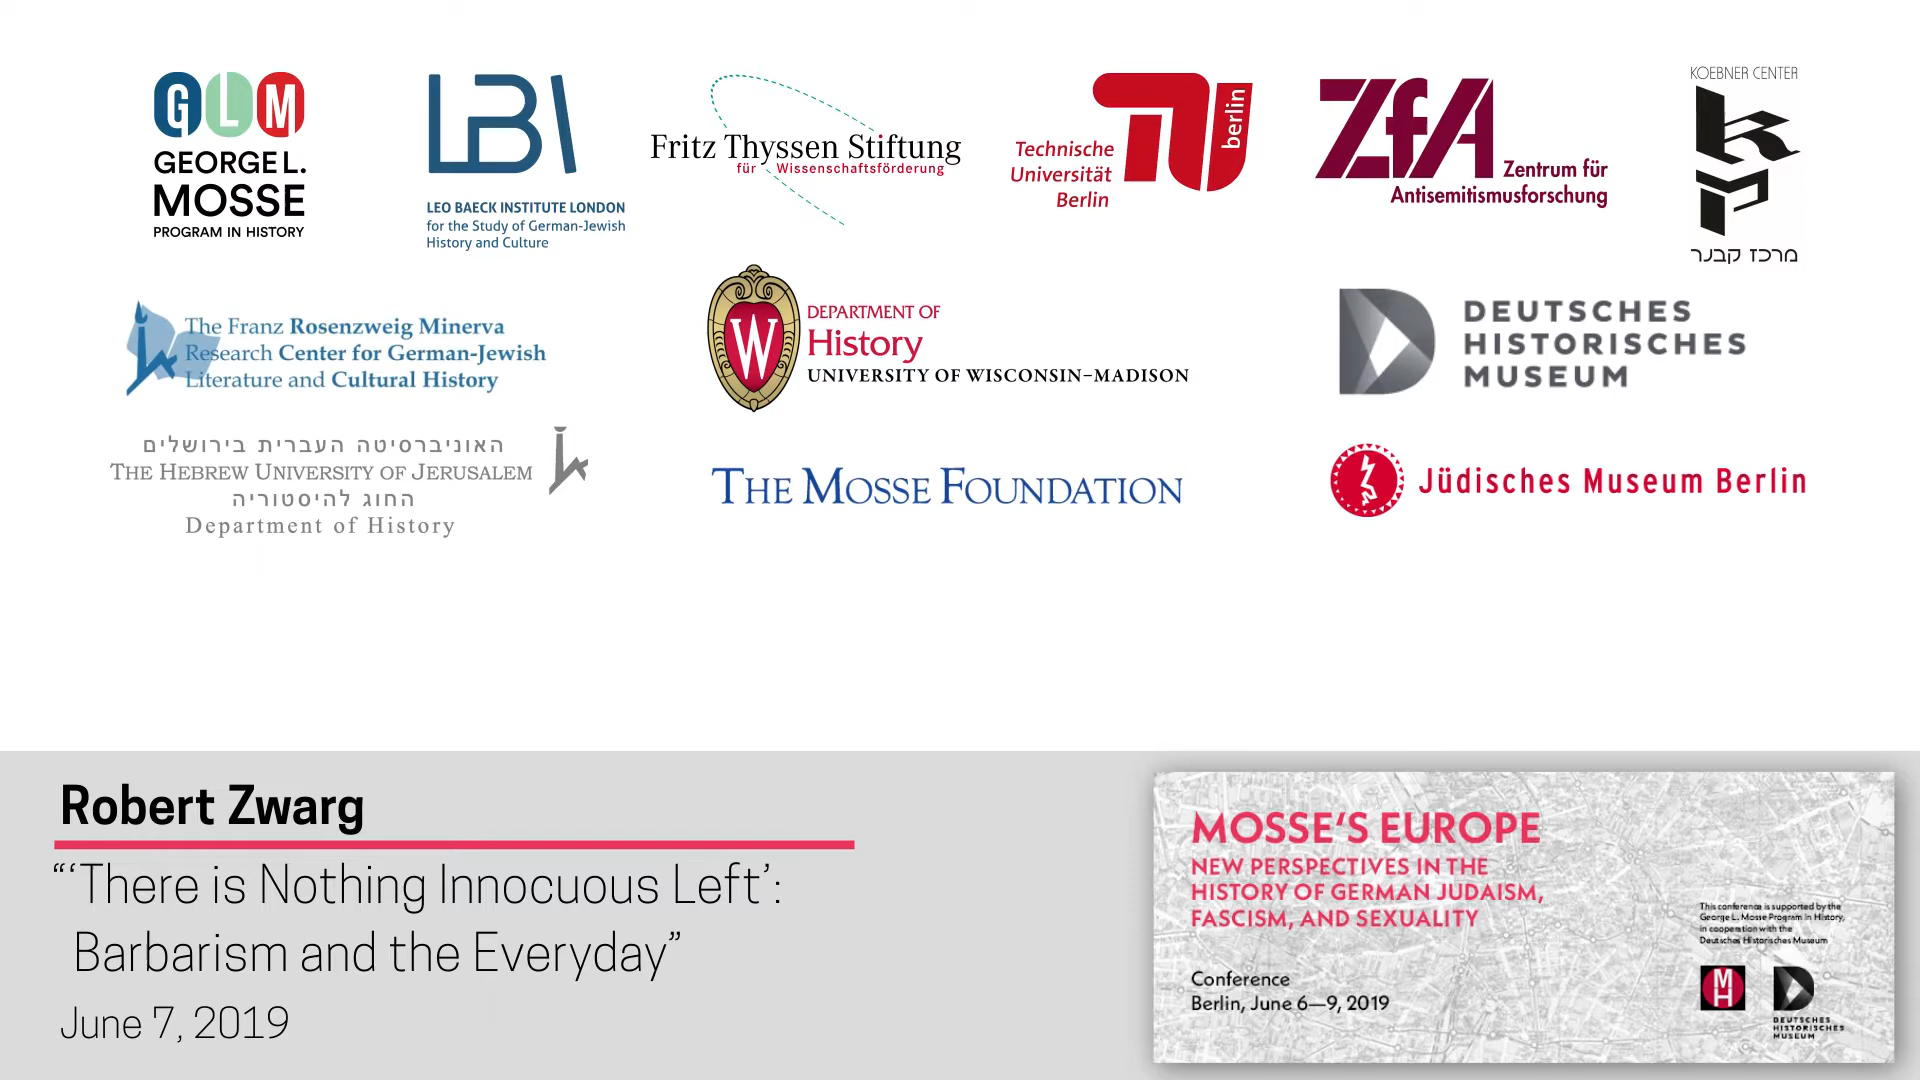 GLM
GEORGE L.
MOSSE
PROGRAM IN HISTORY
LBI
LEO BAECK INSTITUTE LONDON
for the Study of German-Jewish
History and Culture
Fritz Thyssen Stiftung
für Wissenschaftsförderung
Technische
Universität
Berlin
berlin
ZfA
Zentrum für
Antisemitismusforschung
KOEBNER CENTER
מרכז קבנר
The Franz Rosenzweig Minerva
Research Center for German-Jewish
Literature and Cultural History
W
DEPARTMENT OF
History
UNIVERSITY OF WISCONSIN–MADISON
DEUTSCHES
HISTORISCHES
MUSEUM
האוניברסיטה העברית בירושלים
THE HEBREW UNIVERSITY OF JERUSALEM
החוג להיסטוריה
Department of History
THE MOSSE FOUNDATION
Jüdisches Museum Berlin
Robert Zwarg
“‘There is Nothing Innocuous Left’:
Barbarism and the Everyday”
June 7, 2019
MOSSE‘S EUROPE
NEW PERSPECTIVES IN THE
HISTORY OF GERMAN JUDAISM,
FASCISM, AND SEXUALITY
Conference
Berlin, June 6—9, 2019
This conference is supported by the
George L. Mosse Program in History,
in cooperation with the
Deutsches Historisches Museum
MH
DEUTSCHES
HISTORISCHES
MUSEUM